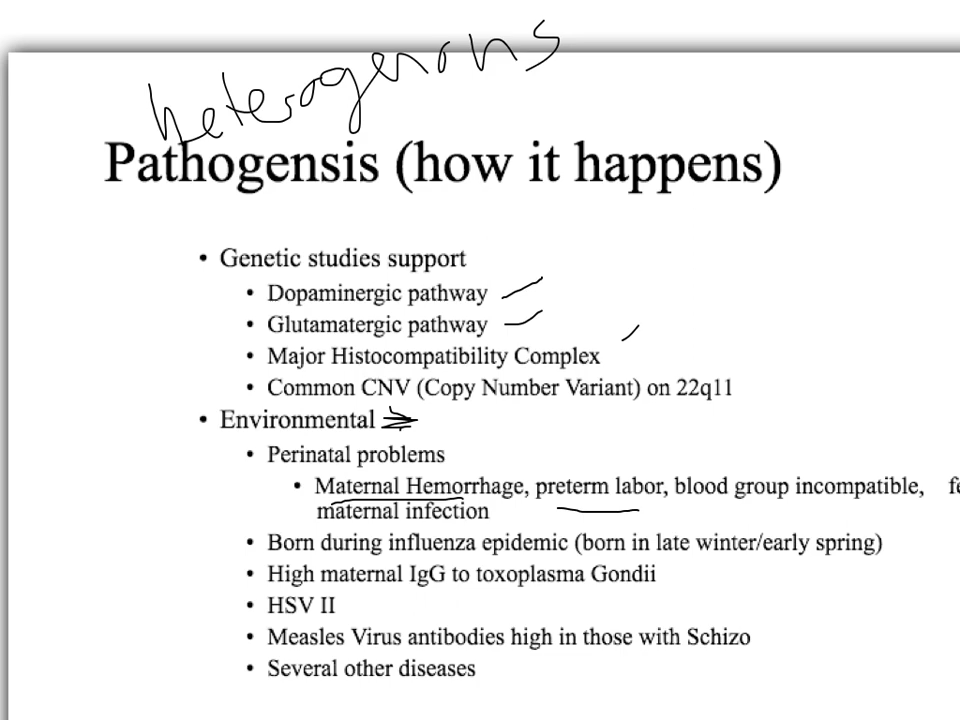 heterogenous
Pathogensis (how it happens)
• Genetic studies support
• Dopaminergic pathway
• Glutamatergic pathway
• Major Histocompatibility Complex
• Common CNV (Copy Number Variant) on 22q11
• Environmental
• Perinatal problems
• Maternal Hemorrhage, preterm labor, blood group incompatible, fe
maternal infection
• Born during influenza epidemic (born in late winter/early spring)
• High maternal IgG to toxoplasma Gondii
• HSV II
• Measles Virus antibodies high in those with Schizo
• Several other diseases